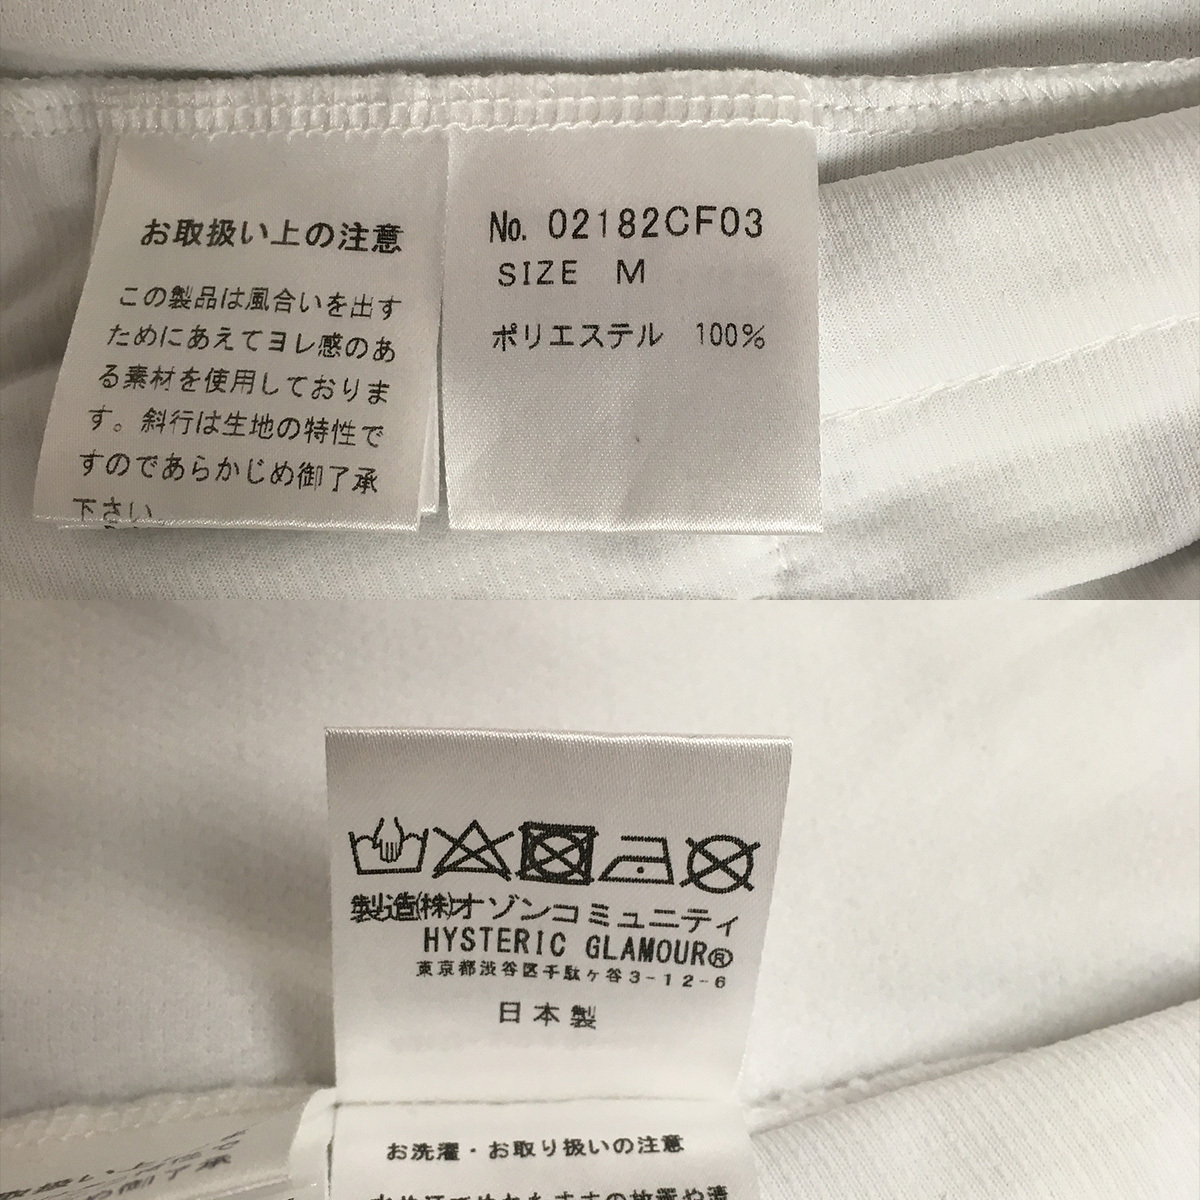 お取扱い上の注意
この製品は風合いを出す
ためにあえてヨレ感のあ
る素材を使用しておりま
す。斜行は生地の特性で
すのであらかじめ御了承
下さい
No. 02182CF03
SIZE M
ポリエステル 100%
製造(株)オゾンコミュニティ
HYSTERIC GLAMOUR®
東京都渋谷区千駄ヶ谷3-12-6
日本製
お洗濯・お取り扱いの注意